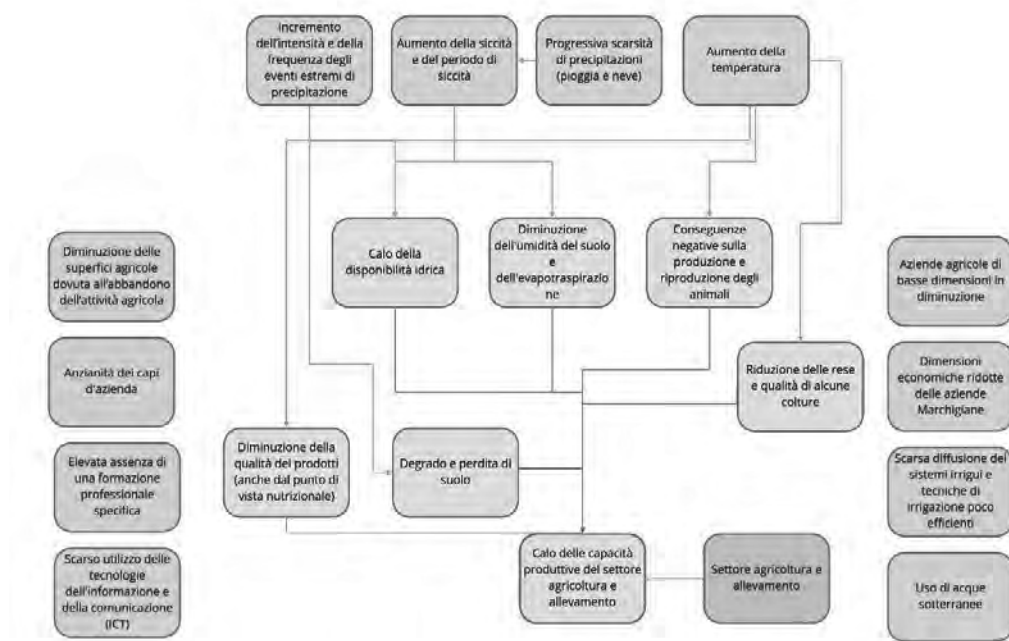 Incremento
dell'intensità e della
frequenza degli
eventi estremi di
precipitazione
Aumento della siccità
e del periodo di
siccità
Progressiva scarsità
di precipitazioni
(pioggia e neve)
Aumento della
temperatura
Calo della
disponibilità idrica
Diminuzione
dell'umidità del suolo
e
dell'evapotraspirazio
ne
Conseguenze
negative sulla
produzione e
riproduzione degli
animali
Diminuzione delle
superfici agricole
dovuta all'abbandono
dell'attività agricola
Aziende agricole di
basse dimensioni in
diminuzione
Anzianità dei capi
d'azienda
Riduzione delle rese
e qualità di alcune
colture
Dimensioni
economiche ridotte
delle aziende
Marchigiane
Elevata assenza di
una formazione
professionale
specifica
Diminuzione della
qualità dei prodotti
(anche dal punto di
vista nutrizionale)
Degrado e perdita di
suolo
Scarsa diffusione dei
sistemi irrigui e
tecniche di
irrigazione poco
efficienti
Scarso utilizzo delle
tecnologie
dell'informazione e
della comunicazione
(ICT)
Calo delle capacità
produttive del settore
agricoltura e
allevamento
Settore agricoltura e
allevamento
Uso di acque
sotterranee